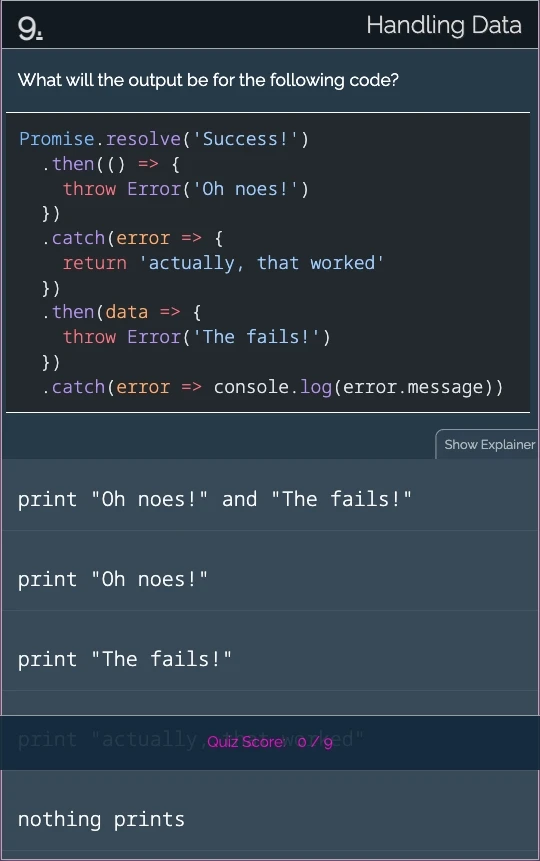 9.
Handling Data
What will the output be for the following code?
Promise.resolve('Success!')
  .then(() => {
    throw Error('Oh noes!')
  })
  .catch(error => {
    return 'actually, that worked'
  })
  .then(data => {
    throw Error('The fails!')
  })
  .catch(error => console.log(error.message))
Show Explainer
print "Oh noes!" and "The fails!"
print "Oh noes!"
print "The fails!"
print "actually, that worked"
Quiz Score: 0 / 9
nothing prints